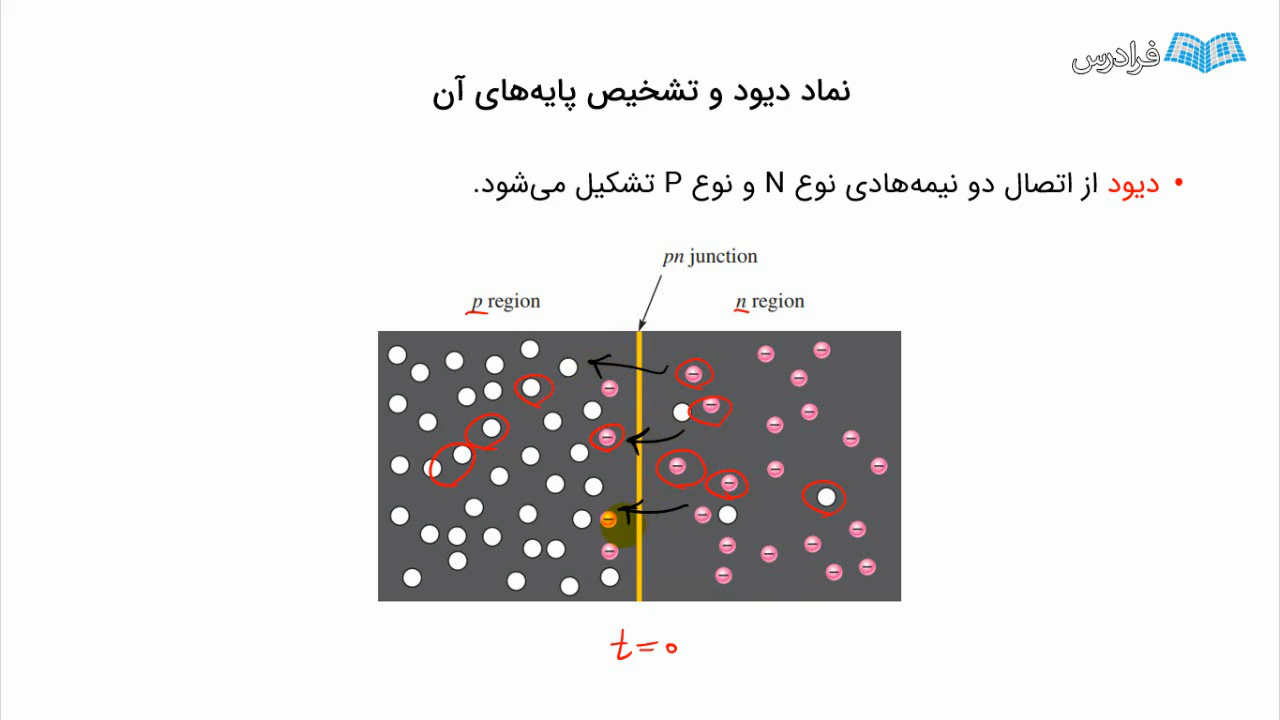 فرادرس
نماد دیود و تشخیص پایه‌های آن
• دیود از اتصال دو نیمه‌هادی نوع N و نوع P تشکیل می‌شود.
pn junction
p region
n region
t = 0